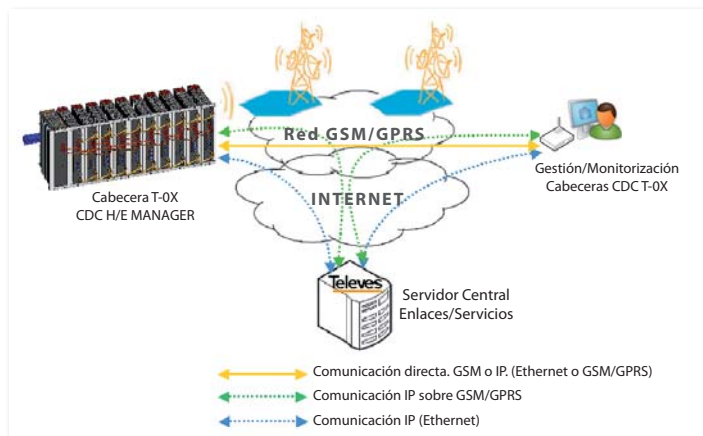 Red GSM/GPRS
INTERNET
Cabecera T-0X
CDC H/E MANAGER
Gestión/Monitorización
Cabeceras CDC T-0X
Televes
Servidor Central
Enlaces/Servicios
Comunicación directa. GSM o IP. (Ethernet o GSM/GPRS)
Comunicación IP sobre GSM/GPRS
Comunicación IP (Ethernet)